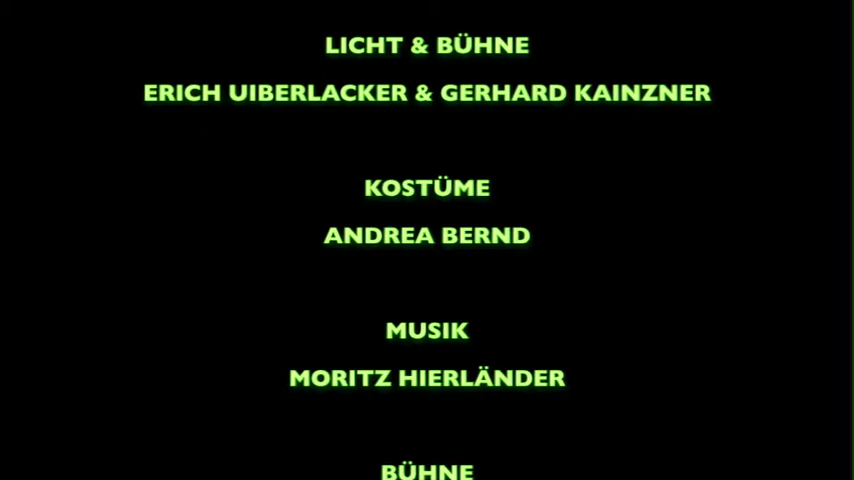 LICHT & BÜHNE
ERICH UIBERLACKER & GERHARD KAINZNER
KOSTÜME
ANDREA BERND
MUSIK
MORITZ HIERLÄNDER
BÜHNE